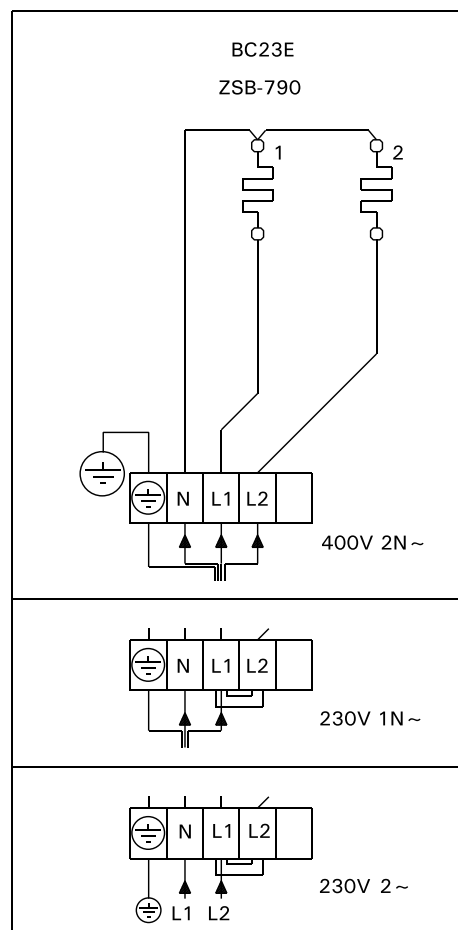 BC23E
ZSB-790
1 2
N L1 L2
400V 2N~
N L1 L2
230V 1N~
N L1 L2
230V 2~
L1 L2